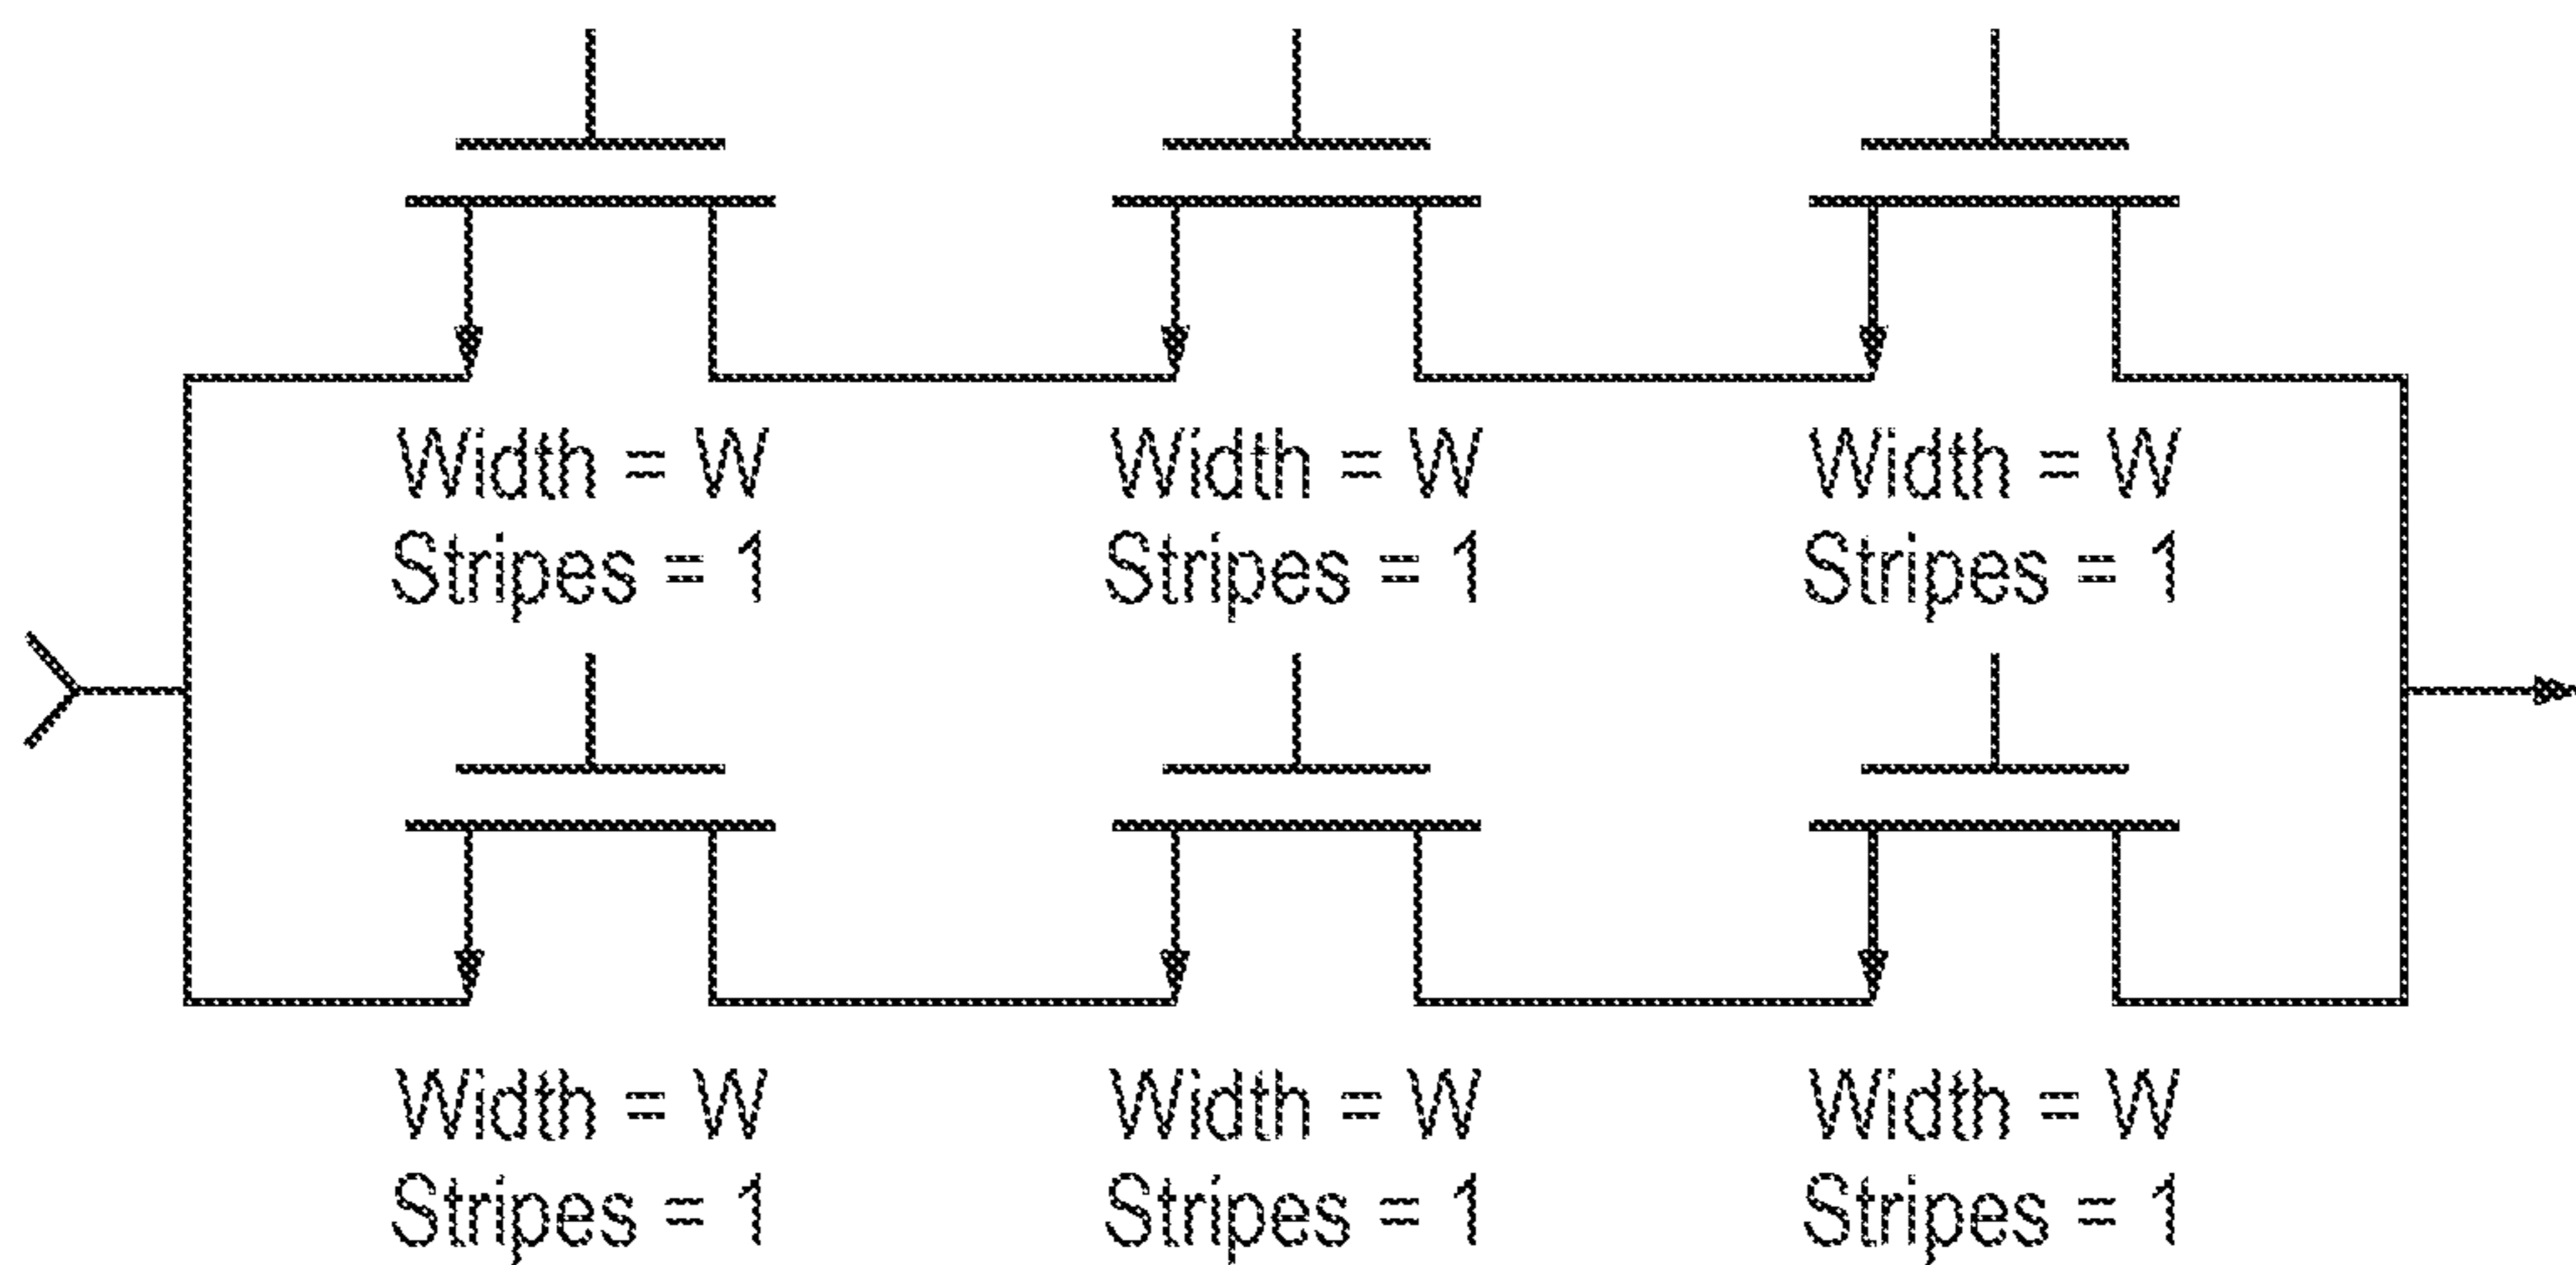 Width = W Width = W Width = W
Stripes = 1 Stripes = 1 Stripes = 1
Width = W Width = W Width = W
Stripes = 1 Stripes = 1 Stripes = 1